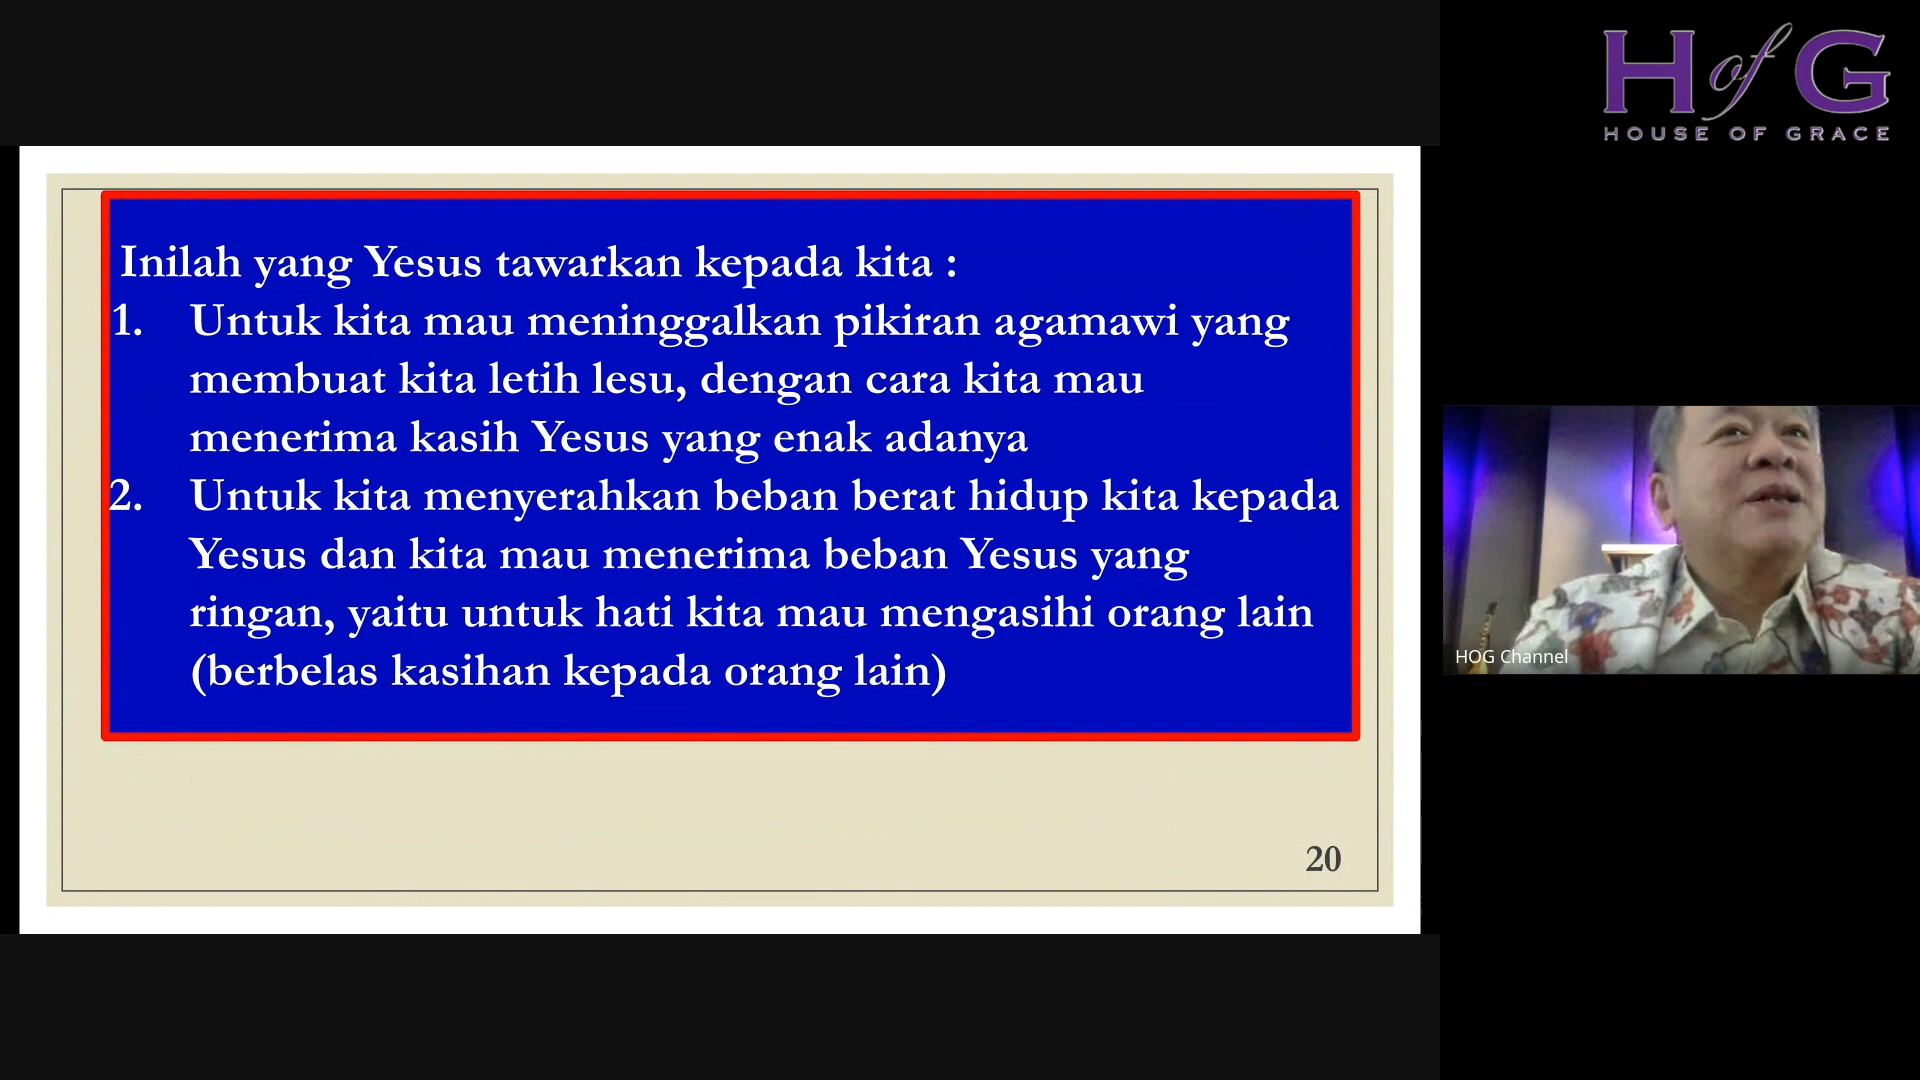 H of G
HOUSE OF GRACE
Inilah yang Yesus tawarkan kepada kita :
1. Untuk kita mau meninggalkan pikiran agamawi yang
membuat kita letih lesu, dengan cara kita mau
menerima kasih Yesus yang enak adanya
2. Untuk kita menyerahkan beban berat hidup kita kepada
Yesus dan kita mau menerima beban Yesus yang
ringan, yaitu untuk hati kita mau mengasihi orang lain
(berbelas kasihan kepada orang lain)
20
HOG Channel